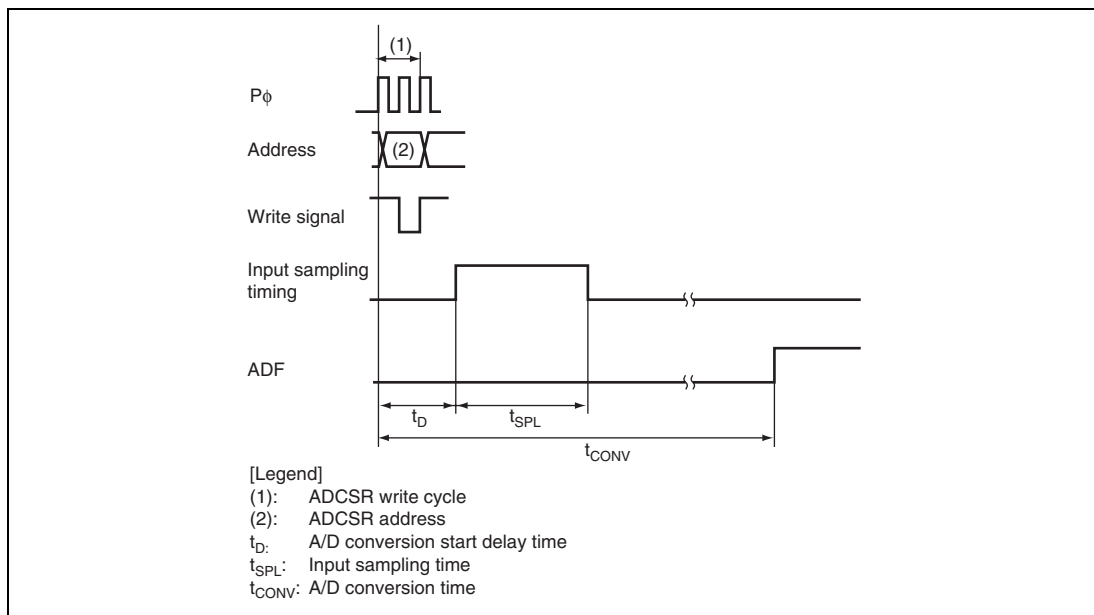 (1)
Pϕ
Address
(2)
Write signal
Input sampling
timing
ADF
tD
tSPL
tCONV
[Legend]
(1): ADCSR write cycle
(2): ADCSR address
tD: A/D conversion start delay time
tSPL: Input sampling time
tCONV: A/D conversion time